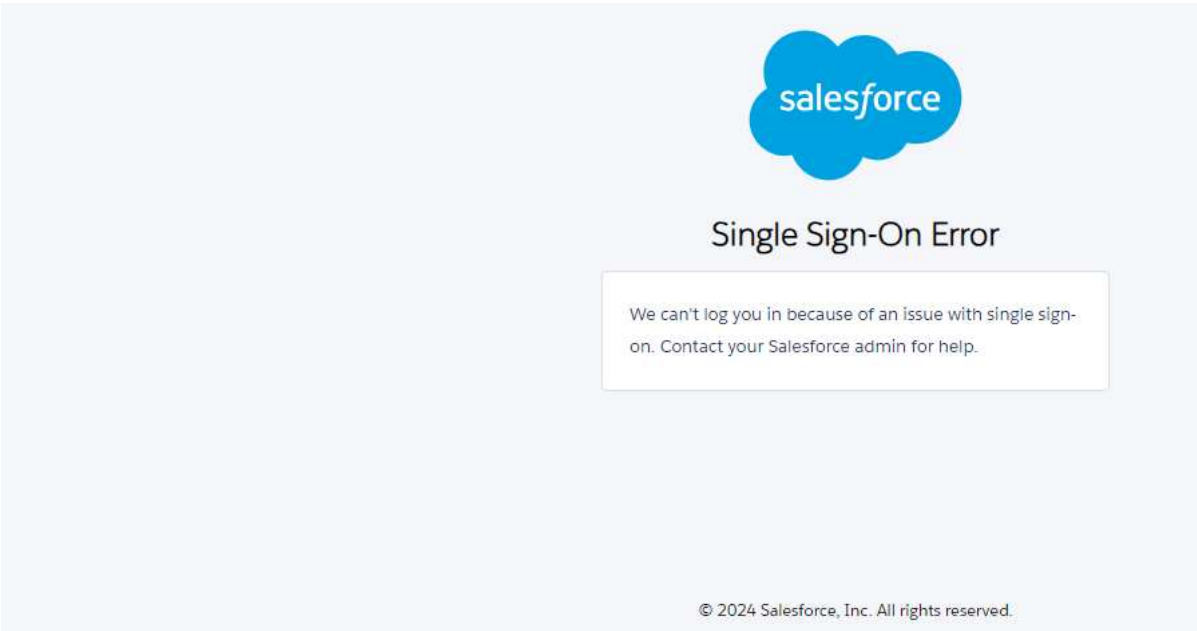 salesforce
Single Sign-On Error
We can't log you in because of an issue with single sign-
on. Contact your Salesforce admin for help.
© 2024 Salesforce, Inc. All rights reserved.